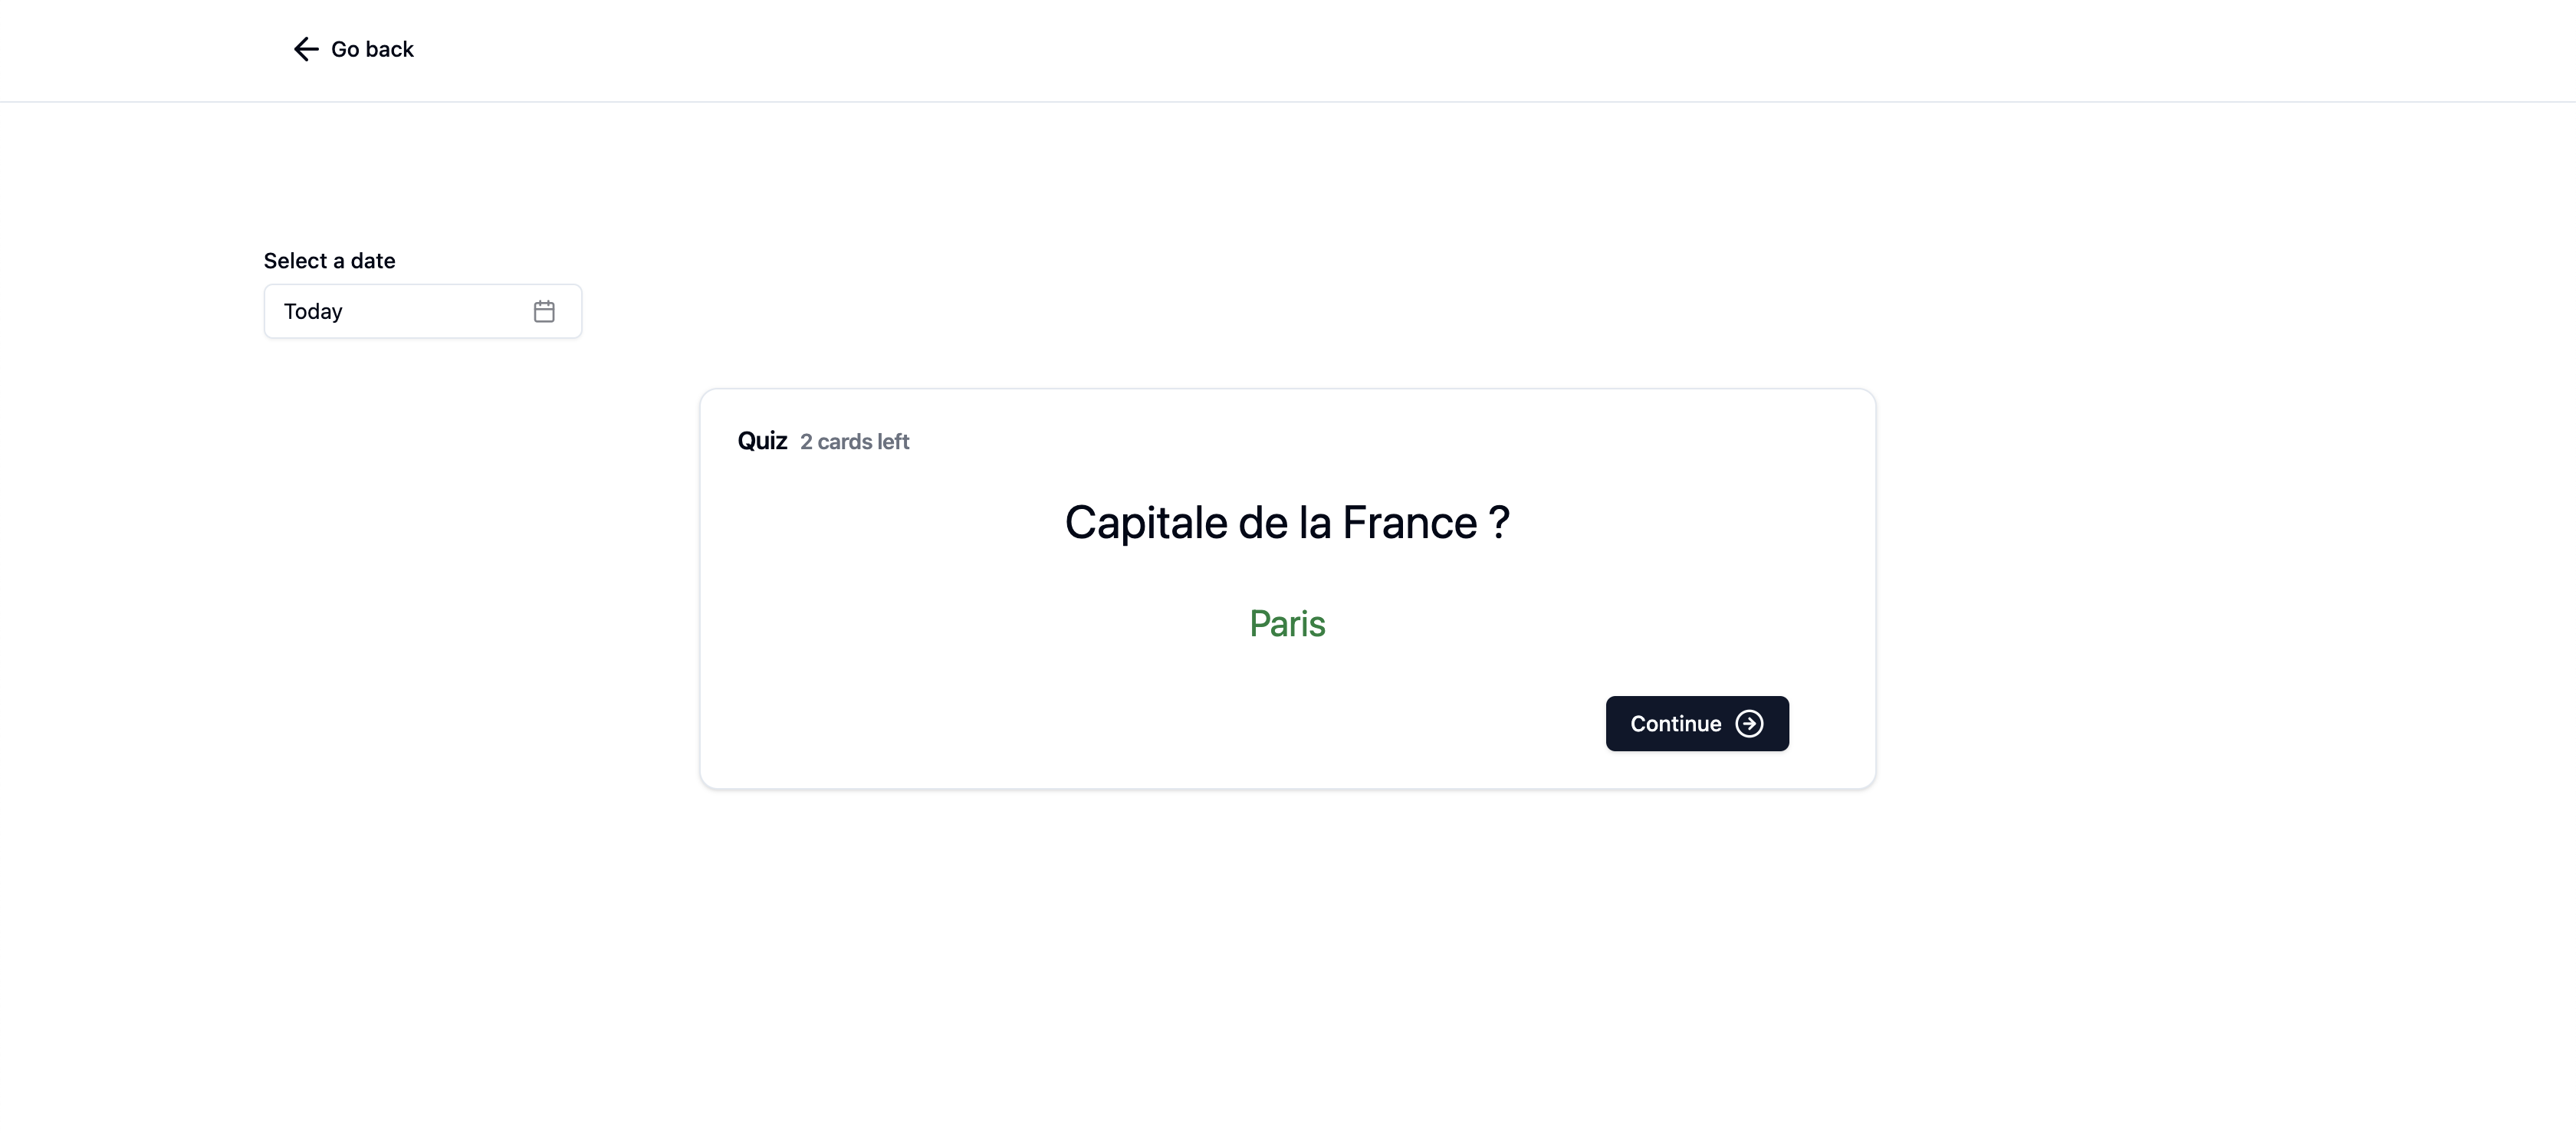 Go back
Select a date
Today
Quiz 2 cards left
Capitale de la France ?
Paris
Continue